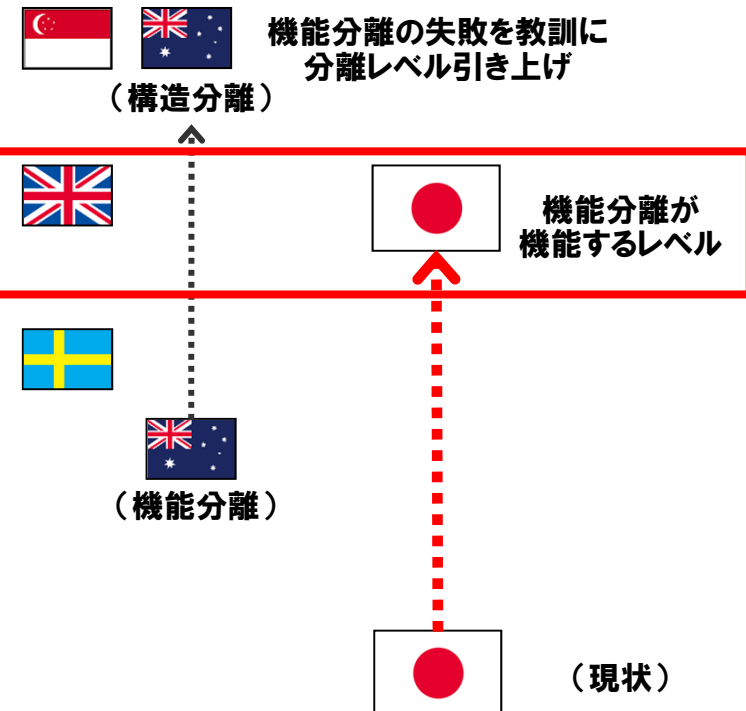 機能分離の失敗を教訓に
分離レベル引き上げ
（構造分離）
機能分離が
機能するレベル
（機能分離）
（現状）